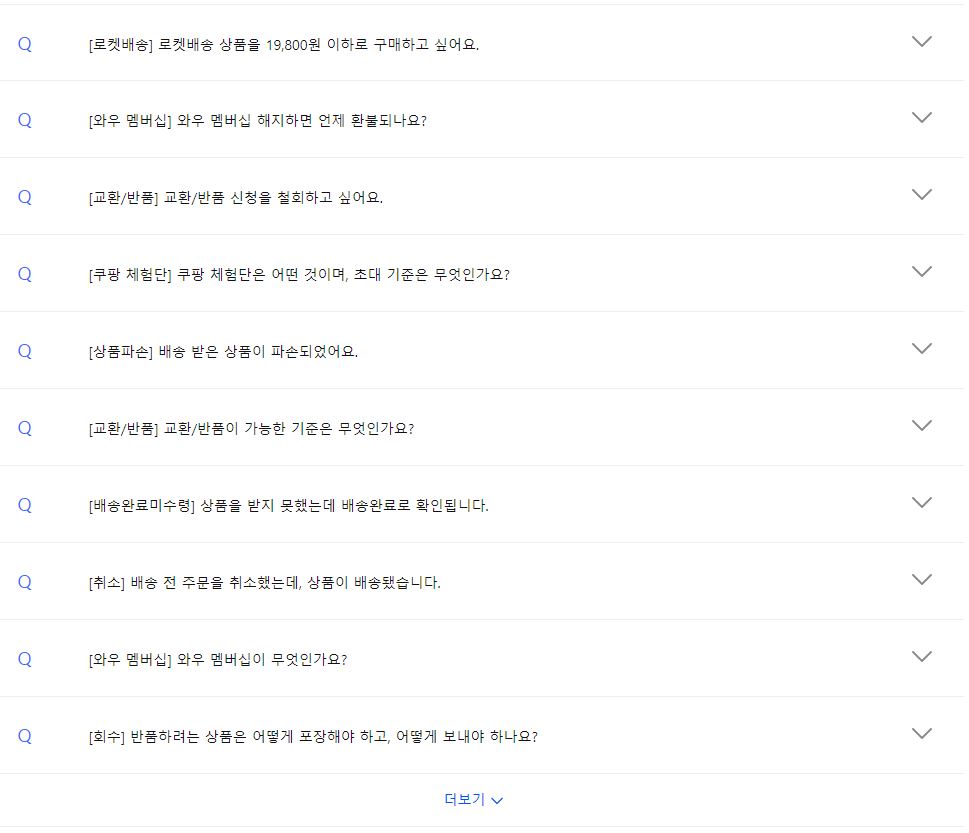 Q [로켓배송] 로켓배송 상품을 19,800원 이하로 구매하고 싶어요.
Q [와우 멤버십] 와우 멤버십 해지하면 언제 환불되나요?
Q [교환/반품] 교환/반품 신청을 철회하고 싶어요.
Q [쿠팡 체험단] 쿠팡 체험단은 어떤 것이며, 초대 기준은 무엇인가요?
Q [상품파손] 배송 받은 상품이 파손되었어요.
Q [교환/반품] 교환/반품이 가능한 기준은 무엇인가요?
Q [배송완료미수령] 상품을 받지 못했는데 배송완료로 확인됩니다.
Q [취소] 배송 전 주문을 취소했는데, 상품이 배송됐습니다.
Q [와우 멤버십] 와우 멤버십이 무엇인가요?
Q [회수] 반품하려는 상품은 어떻게 포장해야 하고, 어떻게 보내야 하나요?
더보기